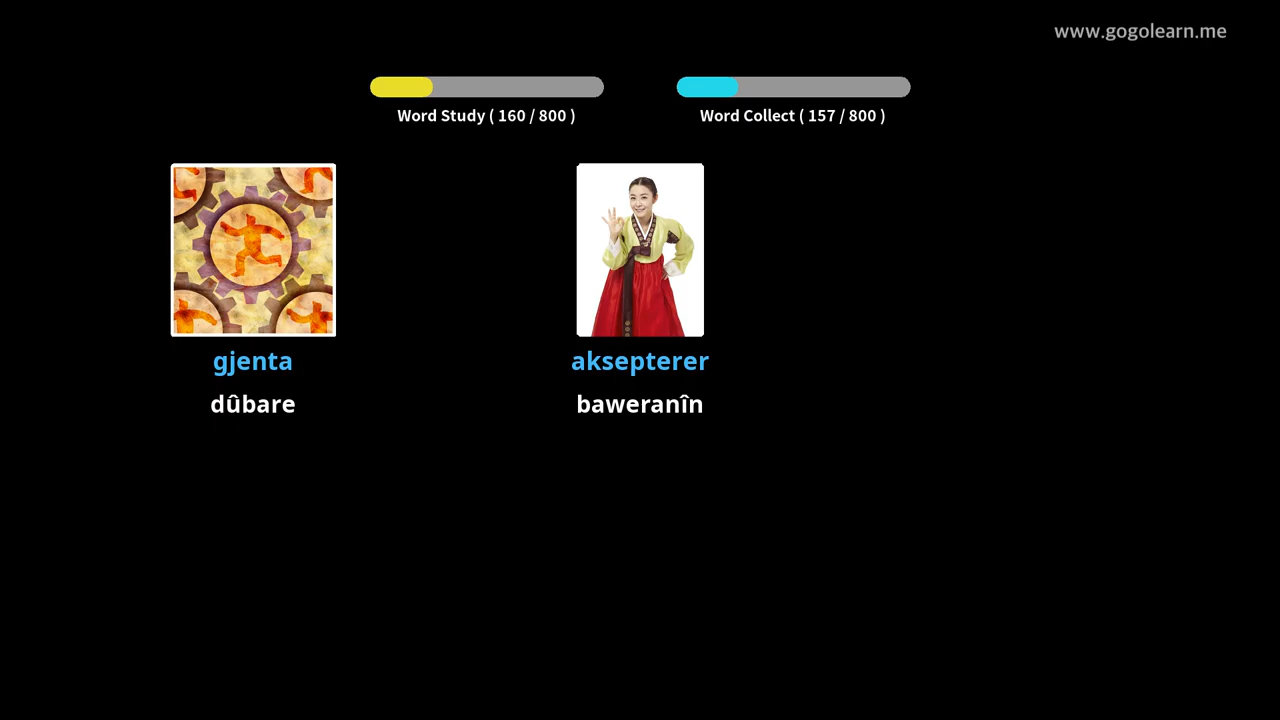 www.gogolearn.me
Word Study ( 160 / 800 )
Word Collect ( 157 / 800 )
gjenta
aksepterer
dûbare
baweranîn